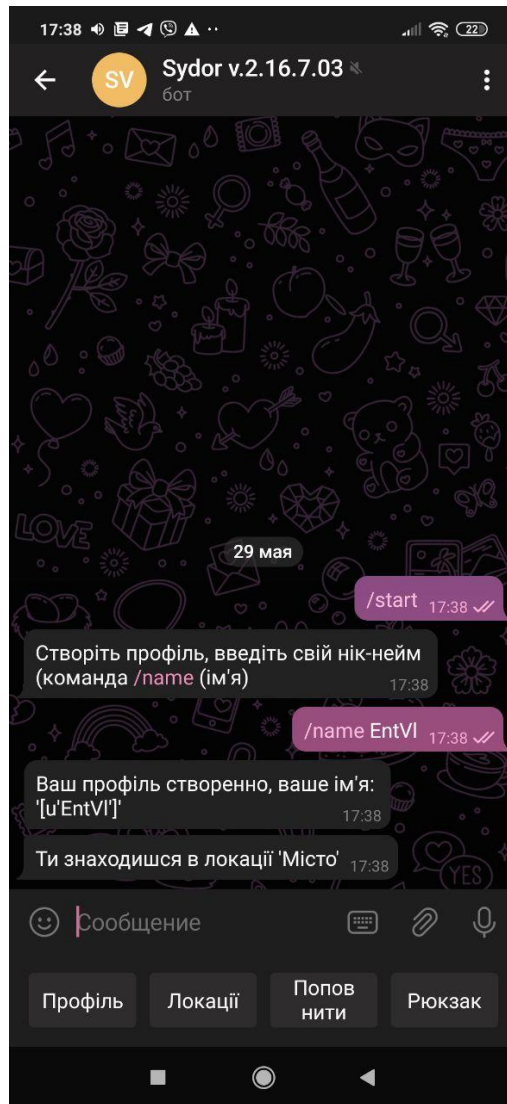 17:38
22
SV
Sydor v.2.16.7.03
бот
LOVE
29 мая
/start 17:38
Створіть профіль, введіть свій нік-нейм
(команда /name (ім'я)
17:38
/name EntVl 17:38
Ваш профіль створенно, ваше ім'я:
'[u'EntVl']'
17:38
Ти знаходишся в локації 'Місто' 17:38
YES
Сообщение
Профіль
Локації
Попов
нити
Рюкзак